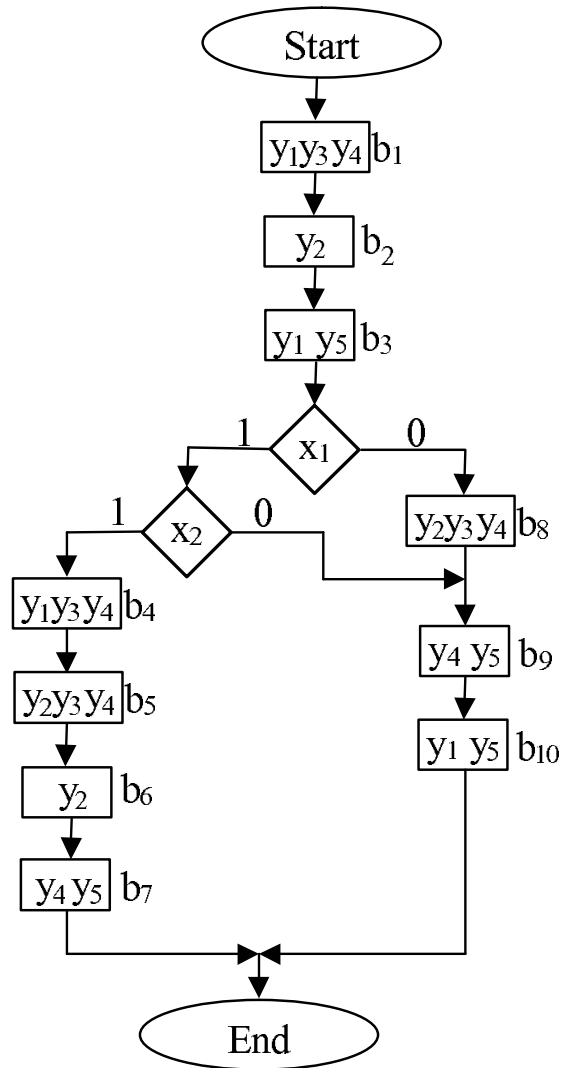 Start
y₁y₃y₄ b₁
y₂ b₂
y₁ y₅ b₃
1 x₁ 0
1 x₂ 0
y₂y₃y₄ b₈
y₁y₃y₄ b₄
y₄ y₅ b₉
y₂y₃y₄ b₅
y₁ y₅ b₁₀
y₂ b₆
y₄ y₅ b₇
End